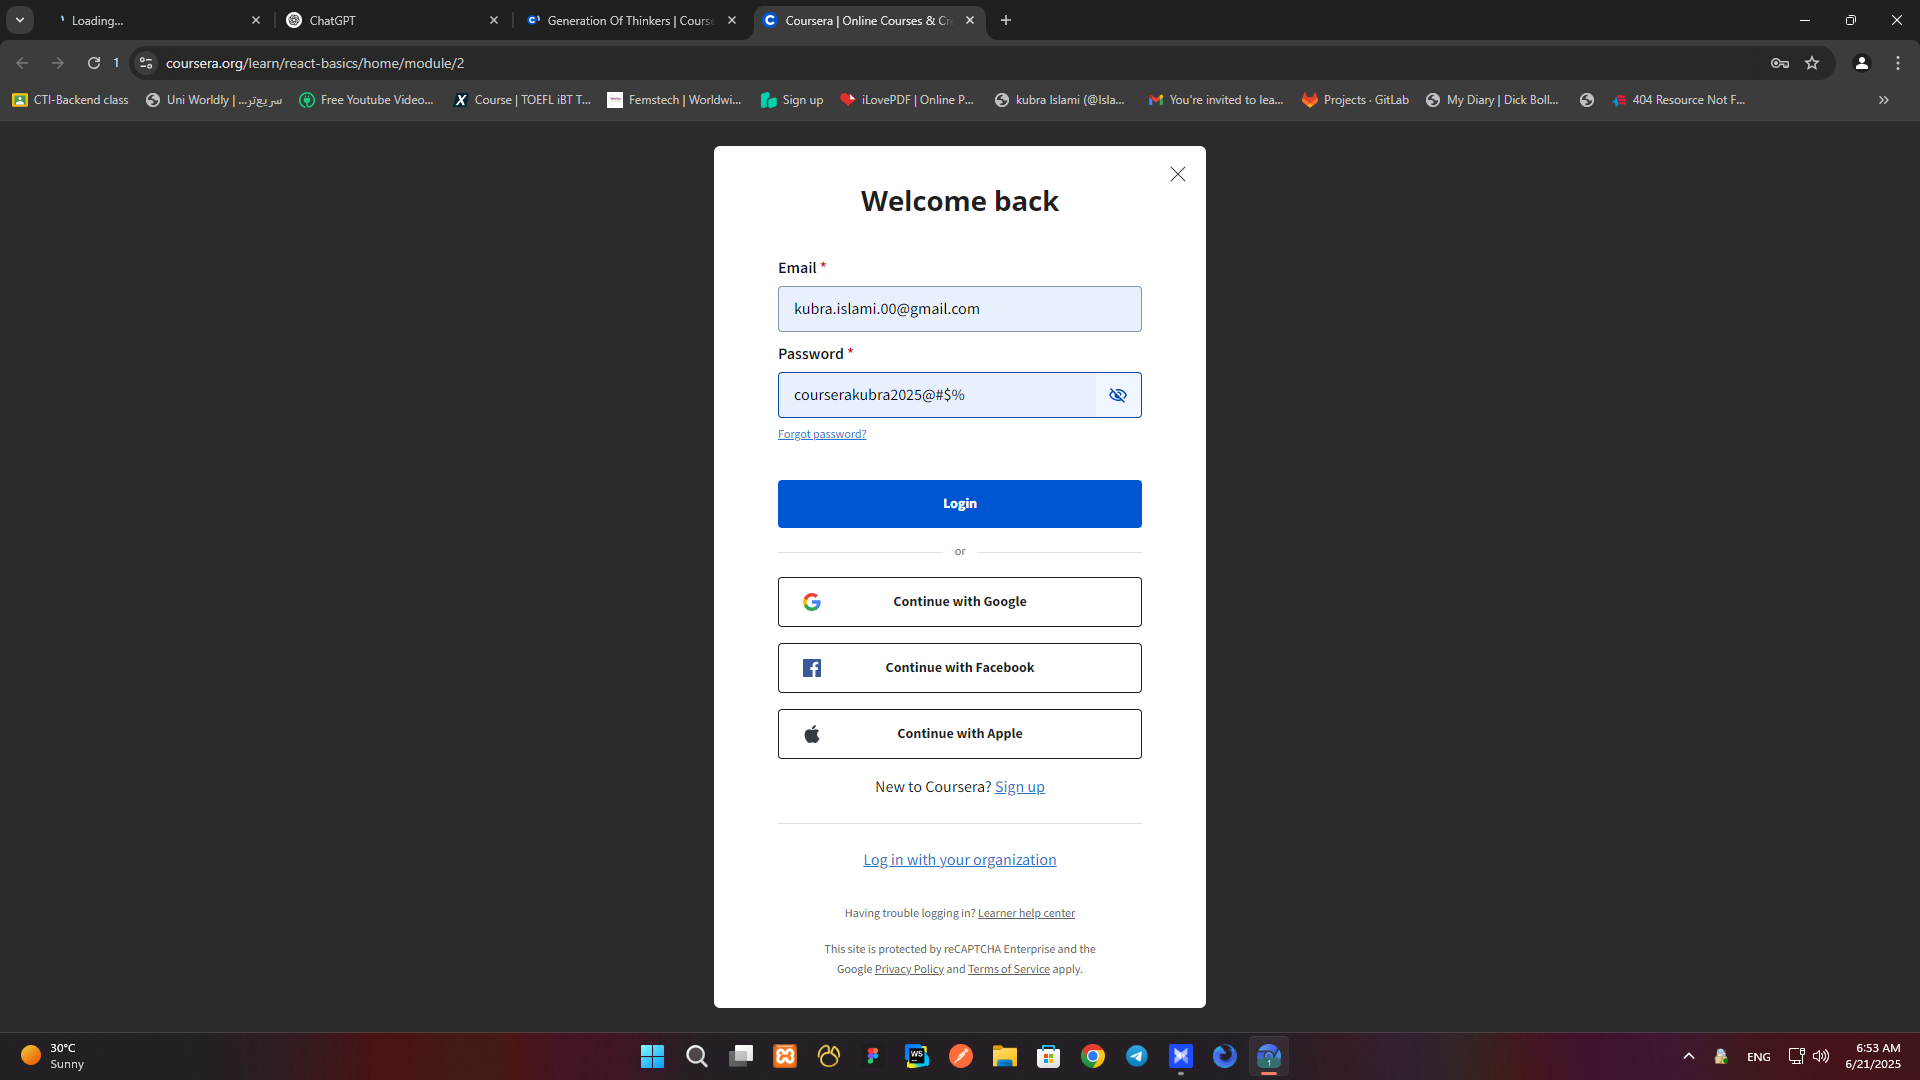 Loading...
ChatGPT
Generation Of Thinkers | Course
Coursera | Online Courses & Cr
1
coursera.org/learn/react-basics/home/module/2
CTI-Backend class
Uni Worldly | ...سریع‌تر
Free Youtube Video...
Course | TOEFL iBT T...
Femstech | Worldwi...
Sign up
iLovePDF | Online P...
kubra Islami (@Isla...
You're invited to lea...
Projects · GitLab
My Diary | Dick Boll...
404 Resource Not F...
Welcome back
Email *
kubra.islami.00@gmail.com
Password *
courserakubra2025@#$%
Forgot password?
Login
or
Continue with Google
Continue with Facebook
Continue with Apple
New to Coursera? Sign up
Log in with your organization
Having trouble logging in? Learner help center
This site is protected by reCAPTCHA Enterprise and the
Google Privacy Policy and Terms of Service apply.
30°C
Sunny
WS
1
ENG
6:53 AM
6/21/2025